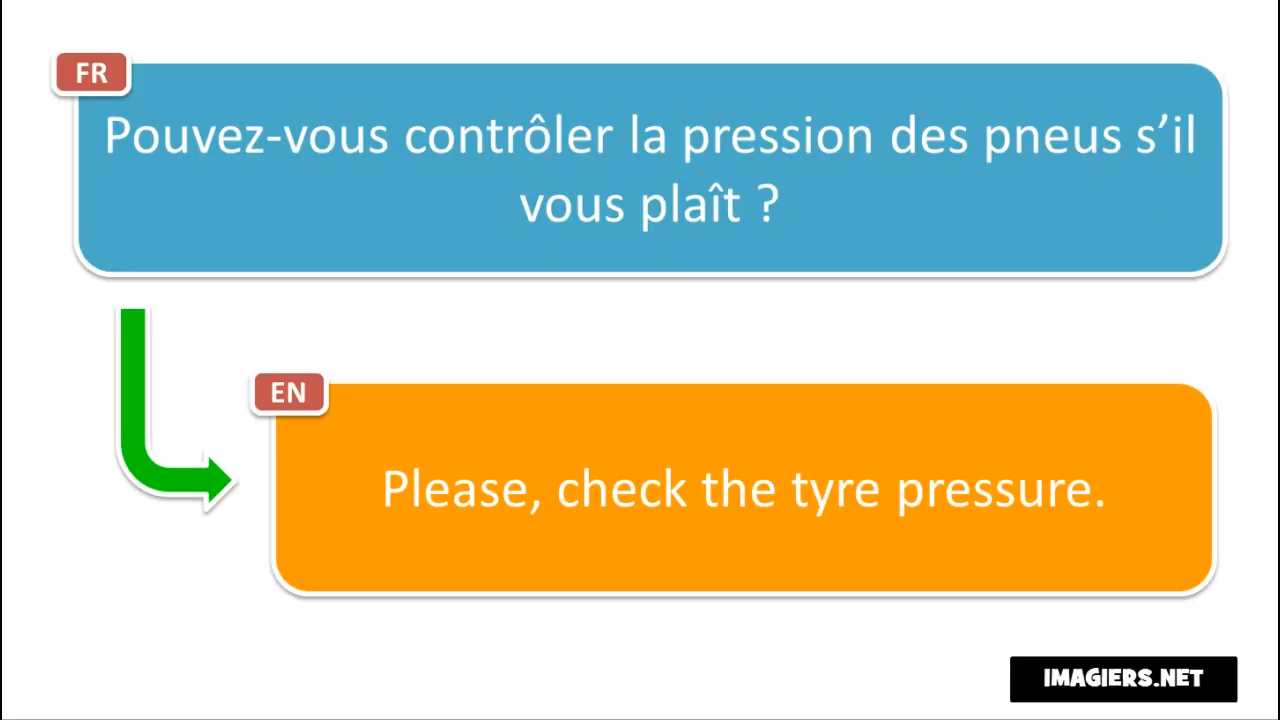 FR
Pouvez-vous contrôler la pression des pneus s’il
vous plaît ?
EN
Please, check the tyre pressure.
IMAGIERS.NET